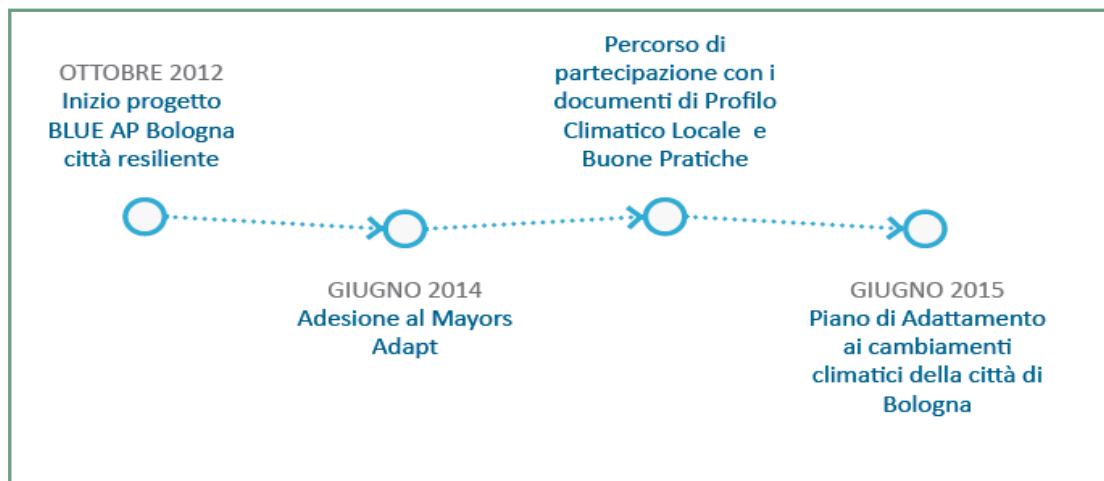 OTTOBRE 2012
Inizio progetto
BLUE AP Bologna
città resiliente
GIUGNO 2014
Adesione al Mayors
Adapt
Percorso di
partecipazione con i
documenti di Profilo
Climatico Locale e
Buone Pratiche
GIUGNO 2015
Piano di Adattamento
ai cambiamenti
climatici della città di
Bologna